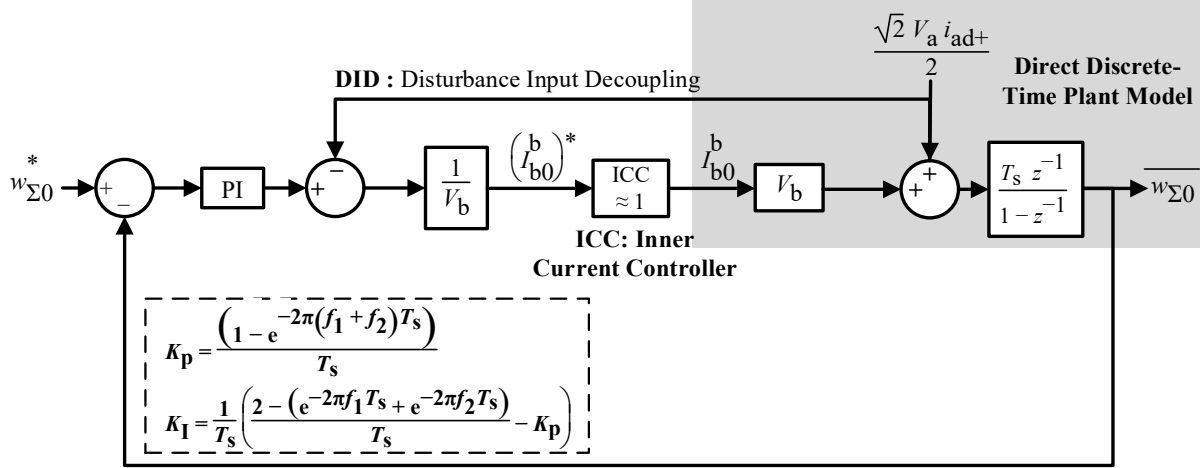 √2 V_a i_ad+ / 2
Direct Discrete-
Time Plant Model
DID : Disturbance Input Decoupling
w*_Σ0
+
−
PI
+
−
1 / V_b
(I^b_b0)*
ICC
≈ 1
I^b_b0
V_b
+
+
T_s z^−1 / 1 − z^−1
w_Σ0
ICC: Inner
Current Controller
K_p = (1 − e^−2π(f_1 + f_2)T_s) / T_s
K_I = 1/T_s ( (2 − (e^−2πf_1T_s + e^−2πf_2T_s)) / T_s − K_p )